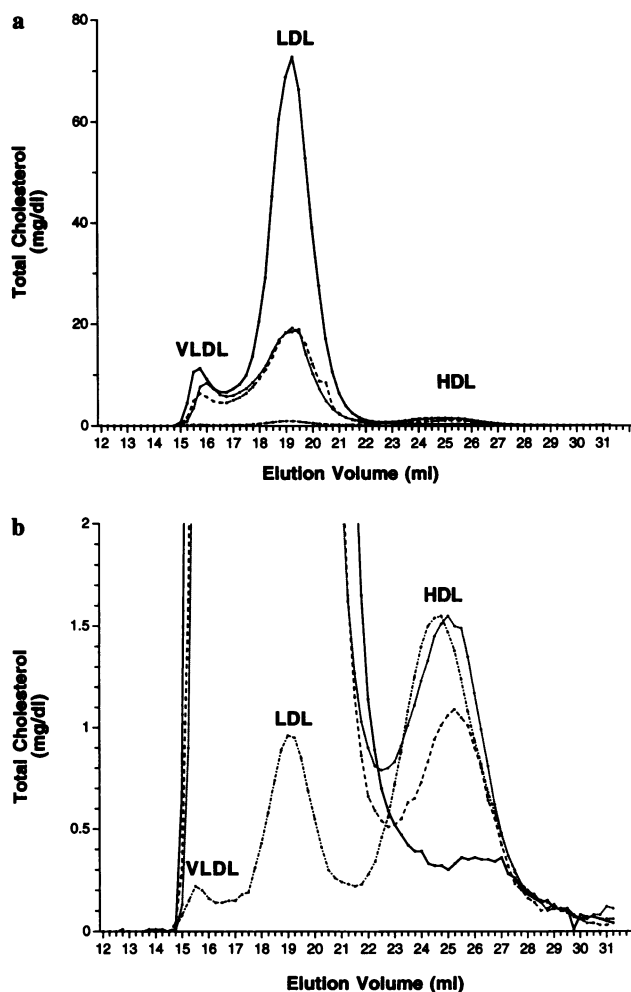 a
80
60
40
20
0
Total Cholesterol
(mg/dl)
LDL
VLDL
HDL
12 13 14 15 16 17 18 19 20 21 22 23 24 25 26 27 28 29 30 31
Elution Volume (ml)
b
2
1.5
1
0.5
0
Total Cholesterol
(mg/dl)
HDL
LDL
VLDL
12 13 14 15 16 17 18 19 20 21 22 23 24 25 26 27 28 29 30 31
Elution Volume (ml)